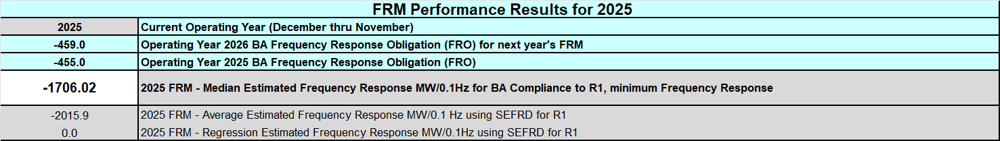 FRM Performance Results for 2025
2025 Current Operating Year (December thru November)
-459.0 Operating Year 2026 BA Frequency Response Obligation (FRO) for next year's FRM
-455.0 Operating Year 2025 BA Frequency Response Obligation (FRO)
-1706.02 2025 FRM - Median Estimated Frequency Response MW/0.1Hz for BA Compliance to R1, minimum Frequency Response
-2015.9 2025 FRM - Average Estimated Frequency Response MW/0.1 Hz using SEFRD for R1
0.0 2025 FRM - Regression Estimated Frequency Response MW/0.1Hz using SEFRD for R1